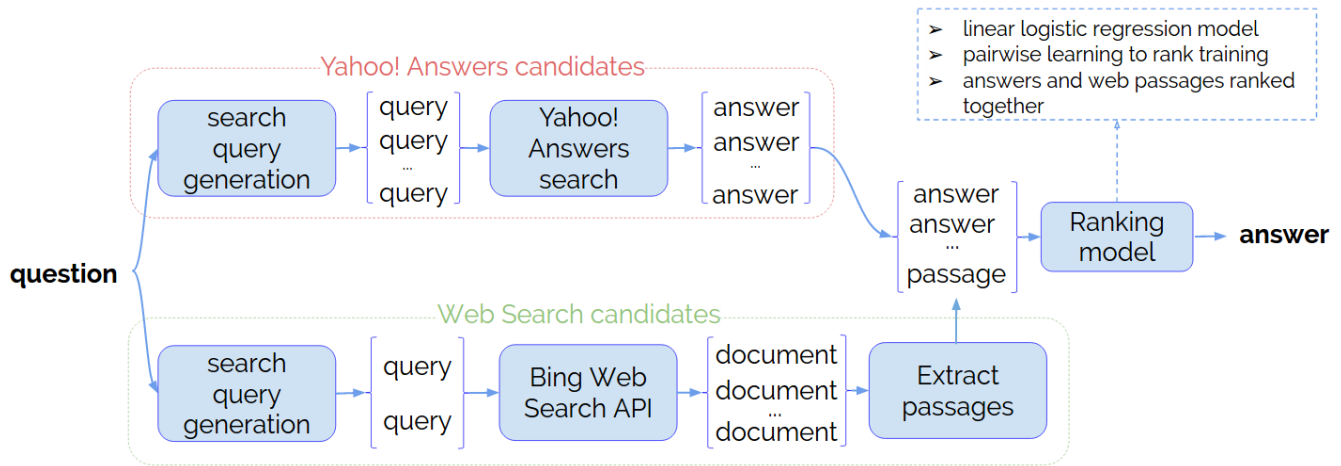 ➢ linear logistic regression model
➢ pairwise learning to rank training
➢ answers and web passages ranked
together
Yahoo! Answers candidates
search
query
generation
query
query
...
query
Yahoo!
Answers
search
answer
answer
...
answer
question
answer
answer
...
passage
Ranking
model
answer
Web Search candidates
search
query
generation
query
query
Bing Web
Search API
document
document
...
document
Extract
passages